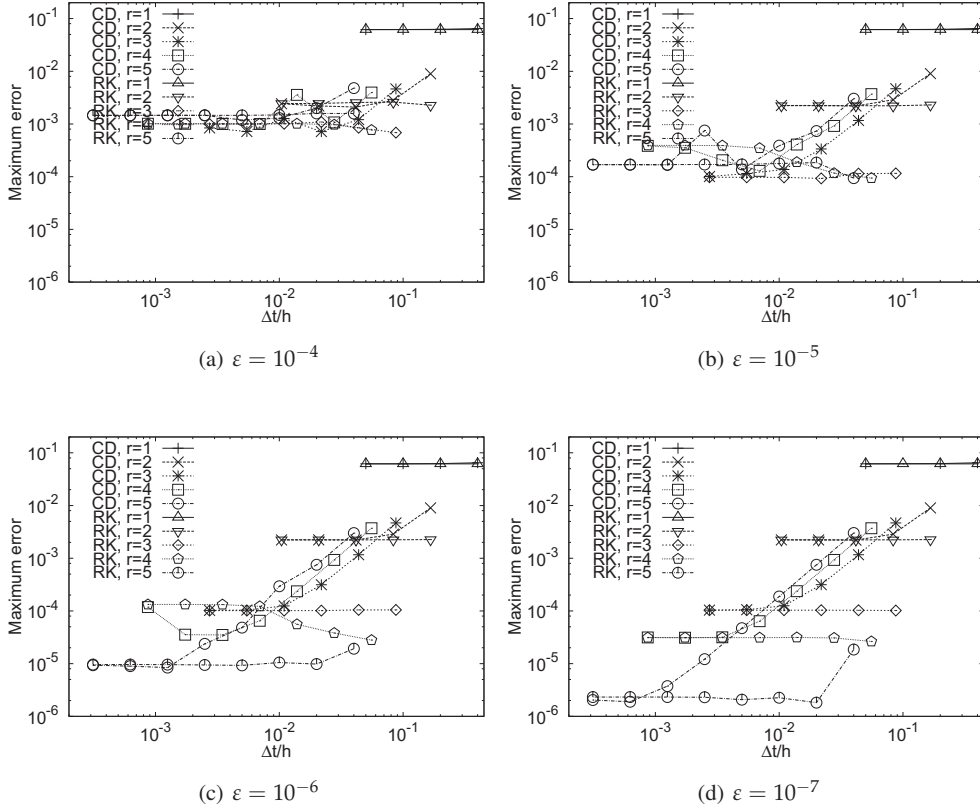 10⁻¹
10⁻²
10⁻³
10⁻⁴
10⁻⁵
10⁻⁶
Maximum error
CD, r=1
CD, r=2
CD, r=3
CD, r=4
CD, r=5
RK, r=1
RK, r=2
RK, r=3
RK, r=4
RK, r=5
10⁻³
10⁻²
10⁻¹
Δt/h
(a) ε = 10⁻⁴
10⁻¹
10⁻²
10⁻³
10⁻⁴
10⁻⁵
10⁻⁶
Maximum error
CD, r=1
CD, r=2
CD, r=3
CD, r=4
CD, r=5
RK, r=1
RK, r=2
RK, r=3
RK, r=4
RK, r=5
10⁻³
10⁻²
10⁻¹
Δt/h
(b) ε = 10⁻⁵
10⁻¹
10⁻²
10⁻³
10⁻⁴
10⁻⁵
10⁻⁶
Maximum error
CD, r=1
CD, r=2
CD, r=3
CD, r=4
CD, r=5
RK, r=1
RK, r=2
RK, r=3
RK, r=4
RK, r=5
10⁻³
10⁻²
10⁻¹
Δt/h
(c) ε = 10⁻⁶
10⁻¹
10⁻²
10⁻³
10⁻⁴
10⁻⁵
10⁻⁶
Maximum error
CD, r=1
CD, r=2
CD, r=3
CD, r=4
CD, r=5
RK, r=1
RK, r=2
RK, r=3
RK, r=4
RK, r=5
10⁻³
10⁻²
10⁻¹
Δt/h
(d) ε = 10⁻⁷